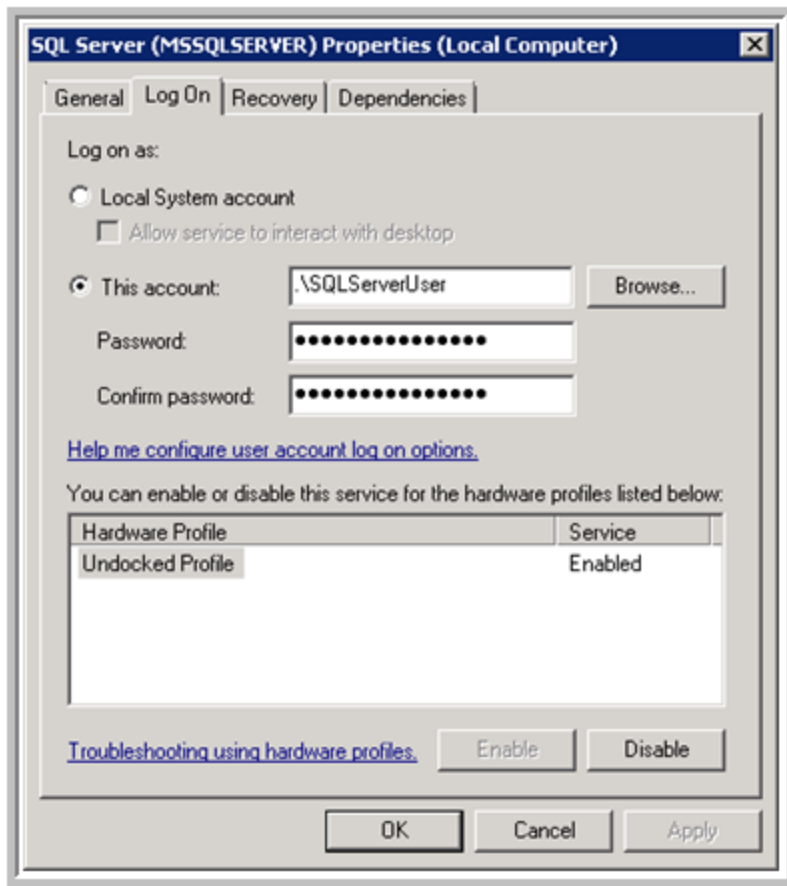 SQL Server (MSSQLSERVER) Properties (Local Computer)
General Log On Recovery Dependencies
Log on as:
Local System account
Allow service to interact with desktop
This account: .\SQLServerUser Browse...
Password: •••••••••••••••
Confirm password: •••••••••••••••
Help me configure user account log on options.
You can enable or disable this service for the hardware profiles listed below:
Hardware Profile Service
Undocked Profile Enabled
Troubleshooting using hardware profiles. Enable Disable
OK Cancel Apply